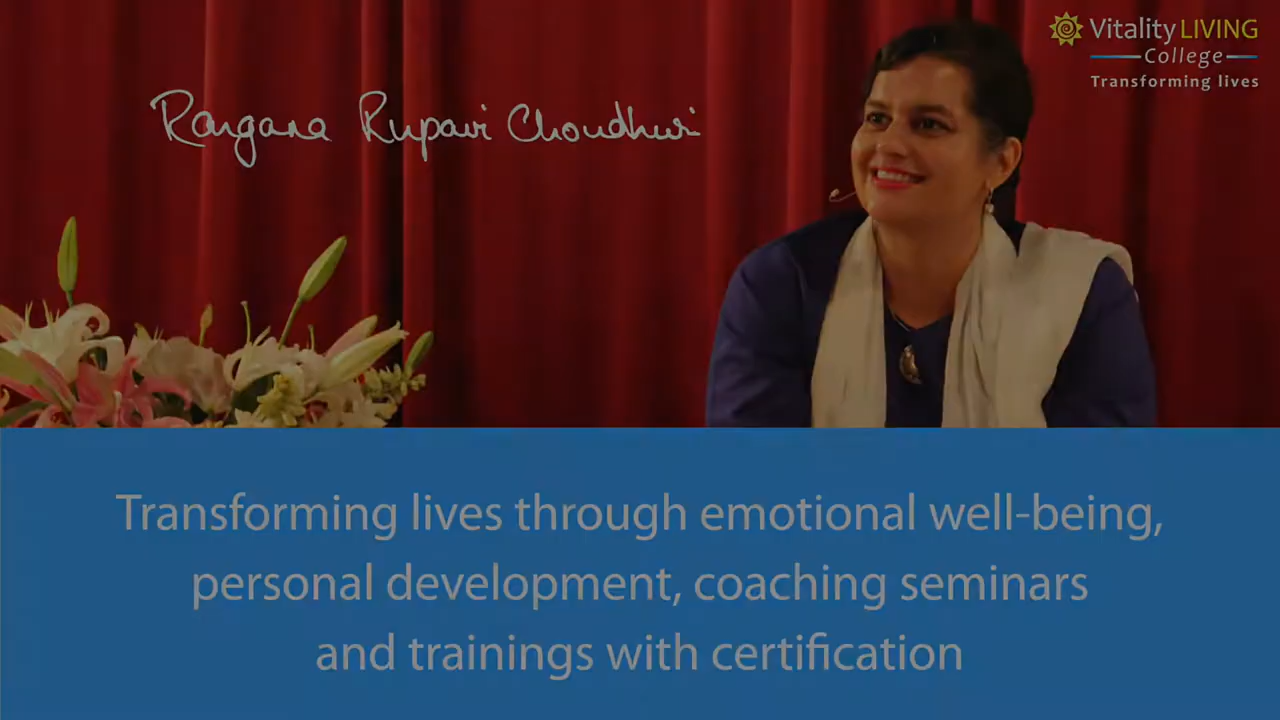 Rangana Rupavi Choudhuri
Vitality LIVING
College
Transforming lives
Transforming lives through emotional well-being,
personal development, coaching seminars
and trainings with certification